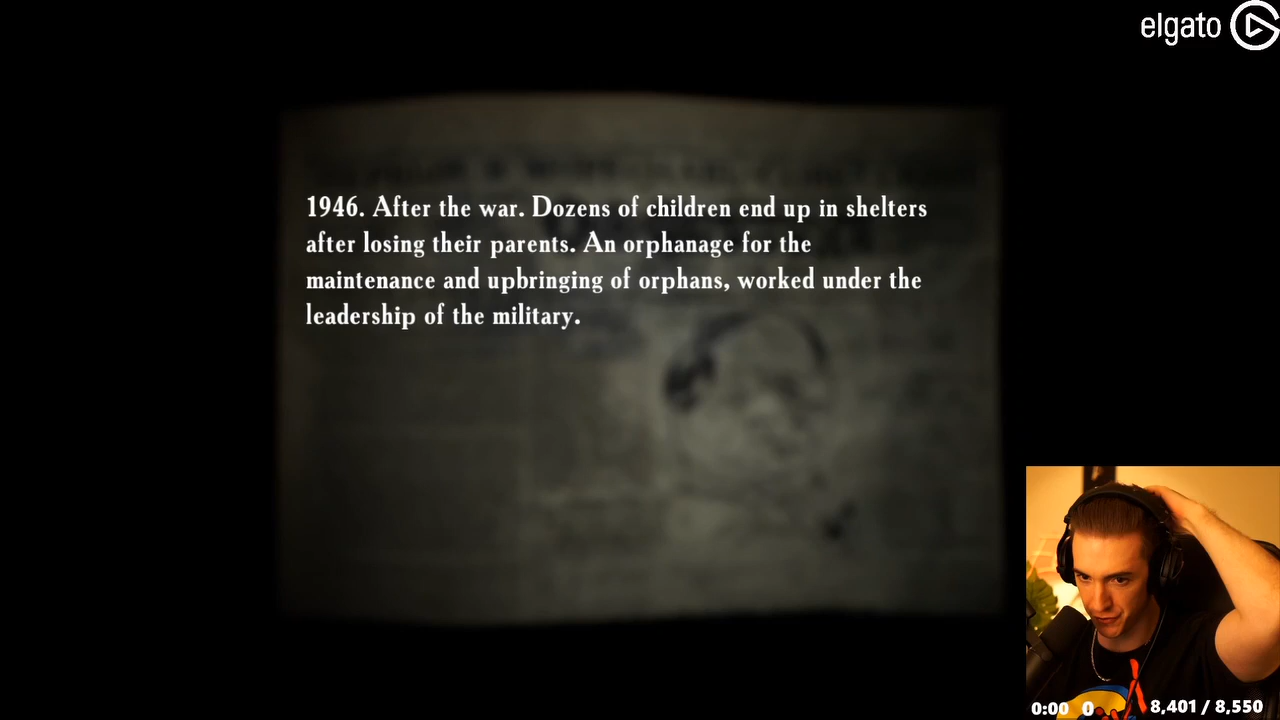 elgato
1946. After the war. Dozens of children end up in shelters
after losing their parents. An orphanage for the
maintenance and upbringing of orphans, worked under the
leadership of the military.
0:00 0 8,401 / 8,550